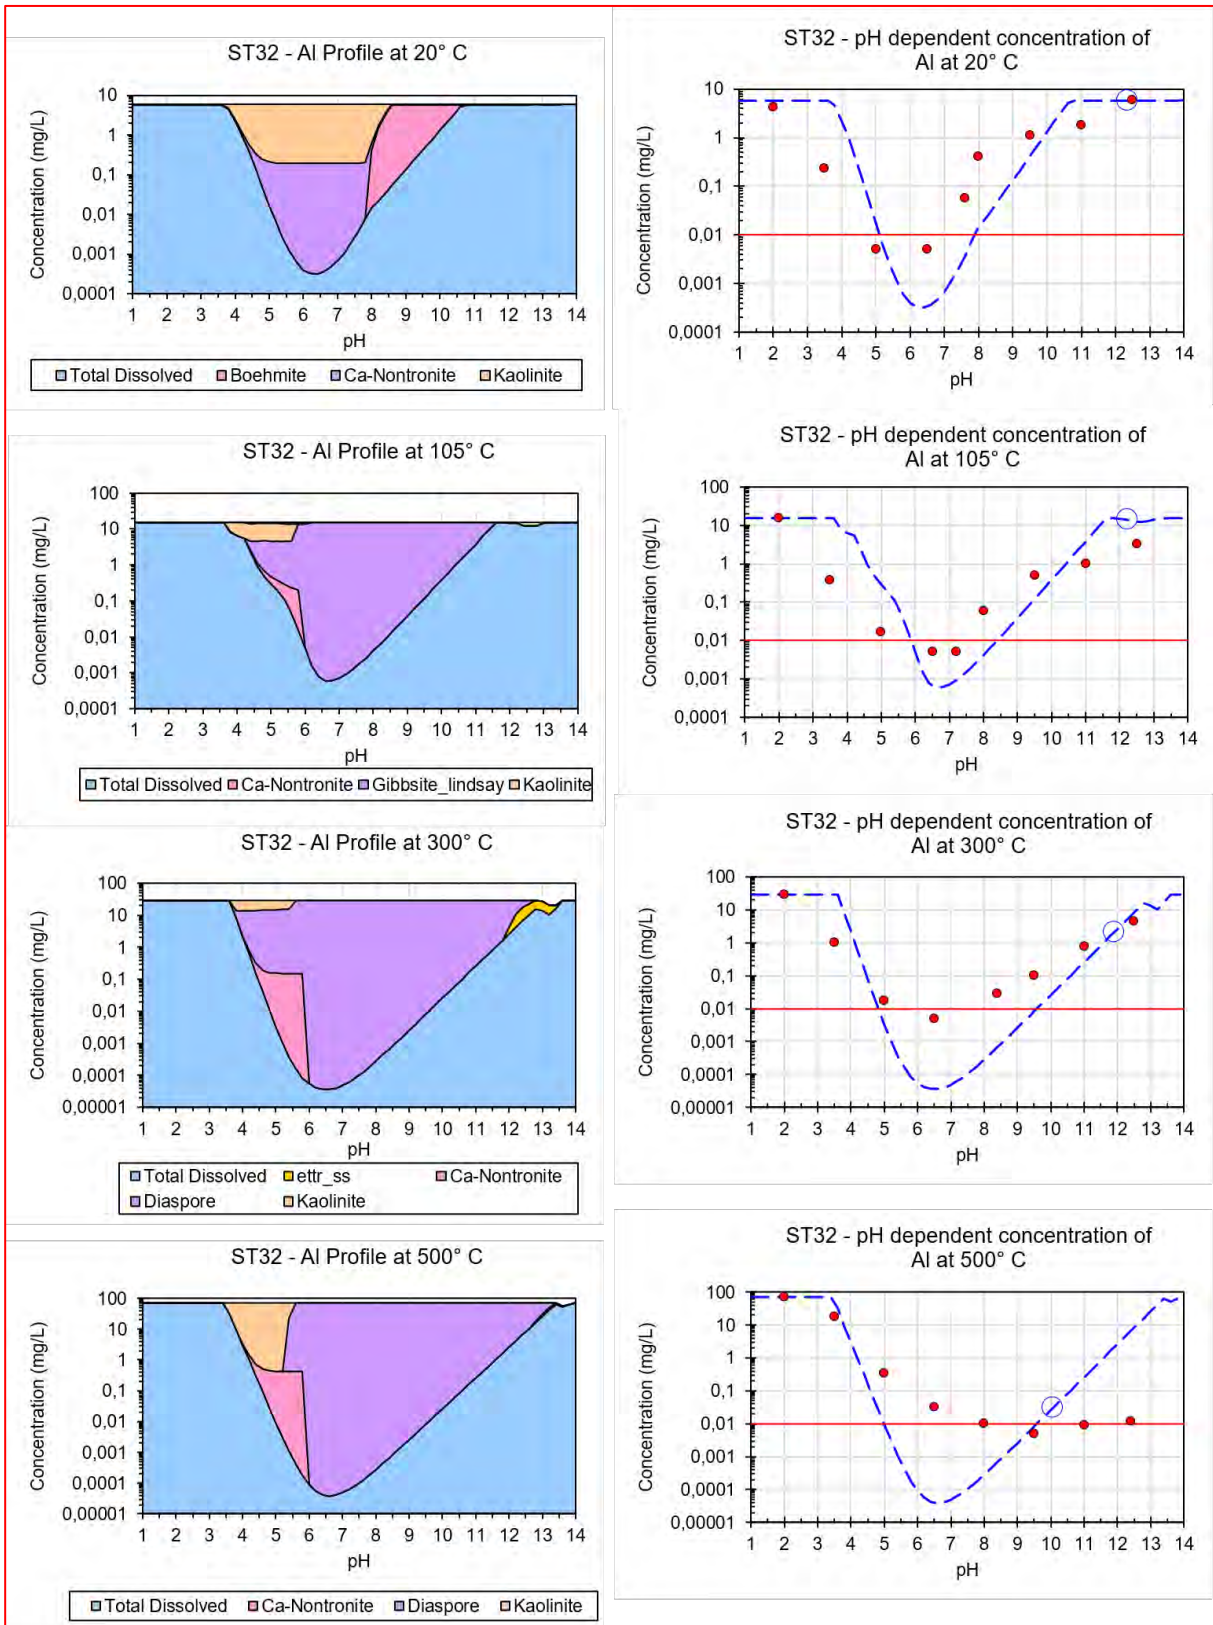 ST32 - Al Profile at 20° C
Concentration (mg/L)
10
1
0,1
0,01
0,001
0,0001
1 2 3 4 5 6 7 8 9 10 11 12 13 14
pH
Total Dissolved Boehmite Ca-Nontronite Kaolinite
ST32 - pH dependent concentration of
Al at 20° C
Concentration (mg/L)
10
1
0,1
0,01
0,001
0,0001
1 2 3 4 5 6 7 8 9 10 11 12 13 14
pH
ST32 - Al Profile at 105° C
Concentration (mg/L)
100
10
1
0,1
0,01
0,001
0,0001
1 2 3 4 5 6 7 8 9 10 11 12 13 14
pH
Total Dissolved Ca-Nontronite Gibbsite_lindsay Kaolinite
ST32 - pH dependent concentration of
Al at 105° C
Concentration (mg/L)
100
10
1
0,1
0,01
0,001
0,0001
1 2 3 4 5 6 7 8 9 10 11 12 13 14
pH
ST32 - Al Profile at 300° C
Concentration (mg/L)
100
10
1
0,1
0,01
0,001
0,0001
0,00001
1 2 3 4 5 6 7 8 9 10 11 12 13 14
pH
Total Dissolved ettr_ss Ca-Nontronite
Diaspore Kaolinite
ST32 - pH dependent concentration of
Al at 300° C
Concentration (mg/L)
100
10
1
0,1
0,01
0,001
0,0001
0,00001
1 2 3 4 5 6 7 8 9 10 11 12 13 14
pH
ST32 - Al Profile at 500° C
Concentration (mg/L)
100
10
1
0,1
0,01
0,001
0,0001
0,00001
1 2 3 4 5 6 7 8 9 10 11 12 13 14
pH
Total Dissolved Ca-Nontronite Diaspore Kaolinite
ST32 - pH dependent concentration of
Al at 500° C
Concentration (mg/L)
100
10
1
0,1
0,01
0,001
0,0001
0,00001
1 2 3 4 5 6 7 8 9 10 11 12 13 14
pH